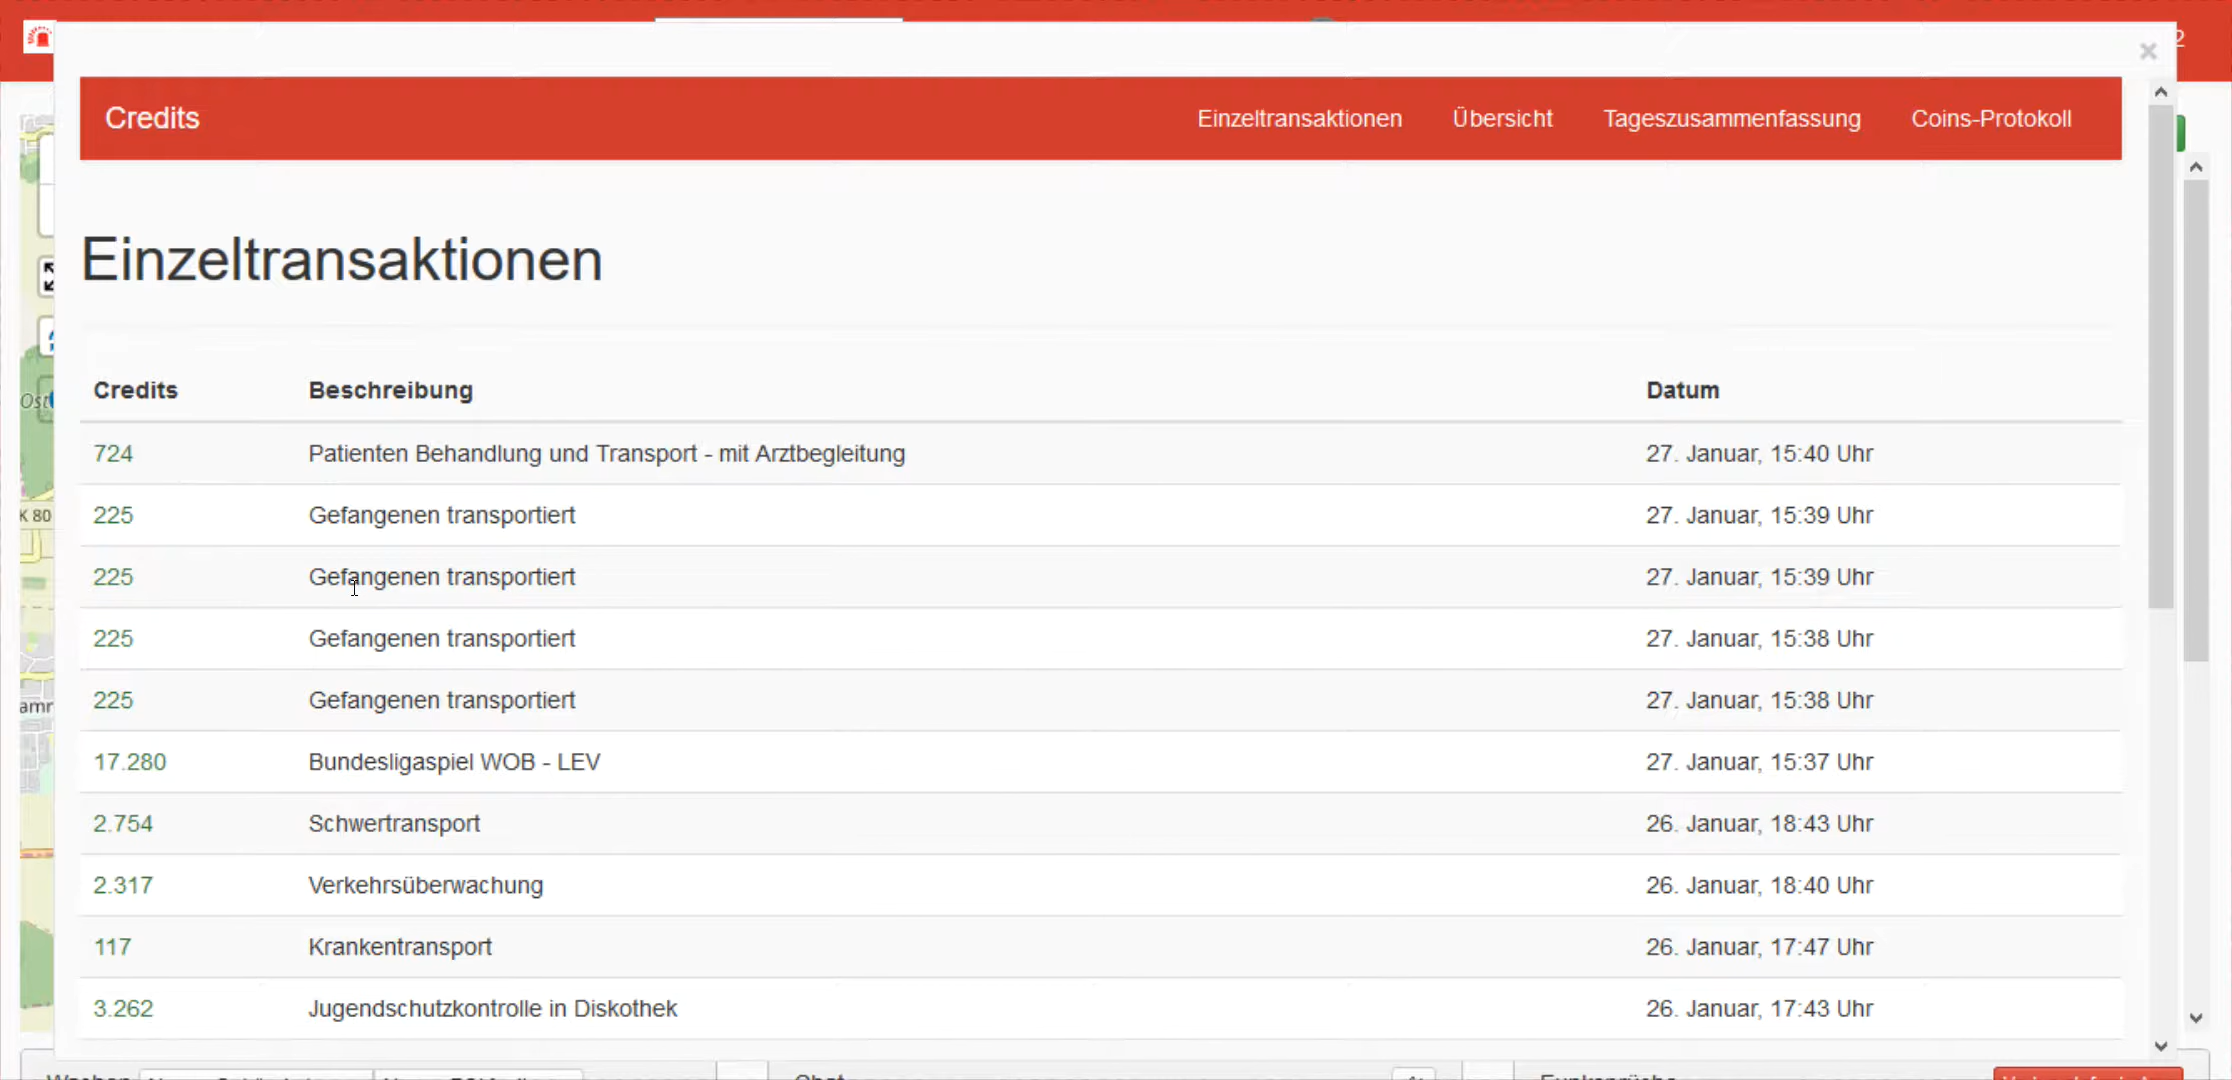 Credits Einzeltransaktionen Übersicht Tageszusammenfassung Coins-Protokoll
Einzeltransaktionen
Credits Beschreibung Datum
724 Patienten Behandlung und Transport - mit Arztbegleitung 27. Januar, 15:40 Uhr
225 Gefangenen transportiert 27. Januar, 15:39 Uhr
225 Gefangenen transportiert 27. Januar, 15:39 Uhr
225 Gefangenen transportiert 27. Januar, 15:38 Uhr
225 Gefangenen transportiert 27. Januar, 15:38 Uhr
17.280 Bundesligaspiel WOB - LEV 27. Januar, 15:37 Uhr
2.754 Schwertransport 26. Januar, 18:43 Uhr
2.317 Verkehrsüberwachung 26. Januar, 18:40 Uhr
117 Krankentransport 26. Januar, 17:47 Uhr
3.262 Jugendschutzkontrolle in Diskothek 26. Januar, 17:43 Uhr
K 80
Ost